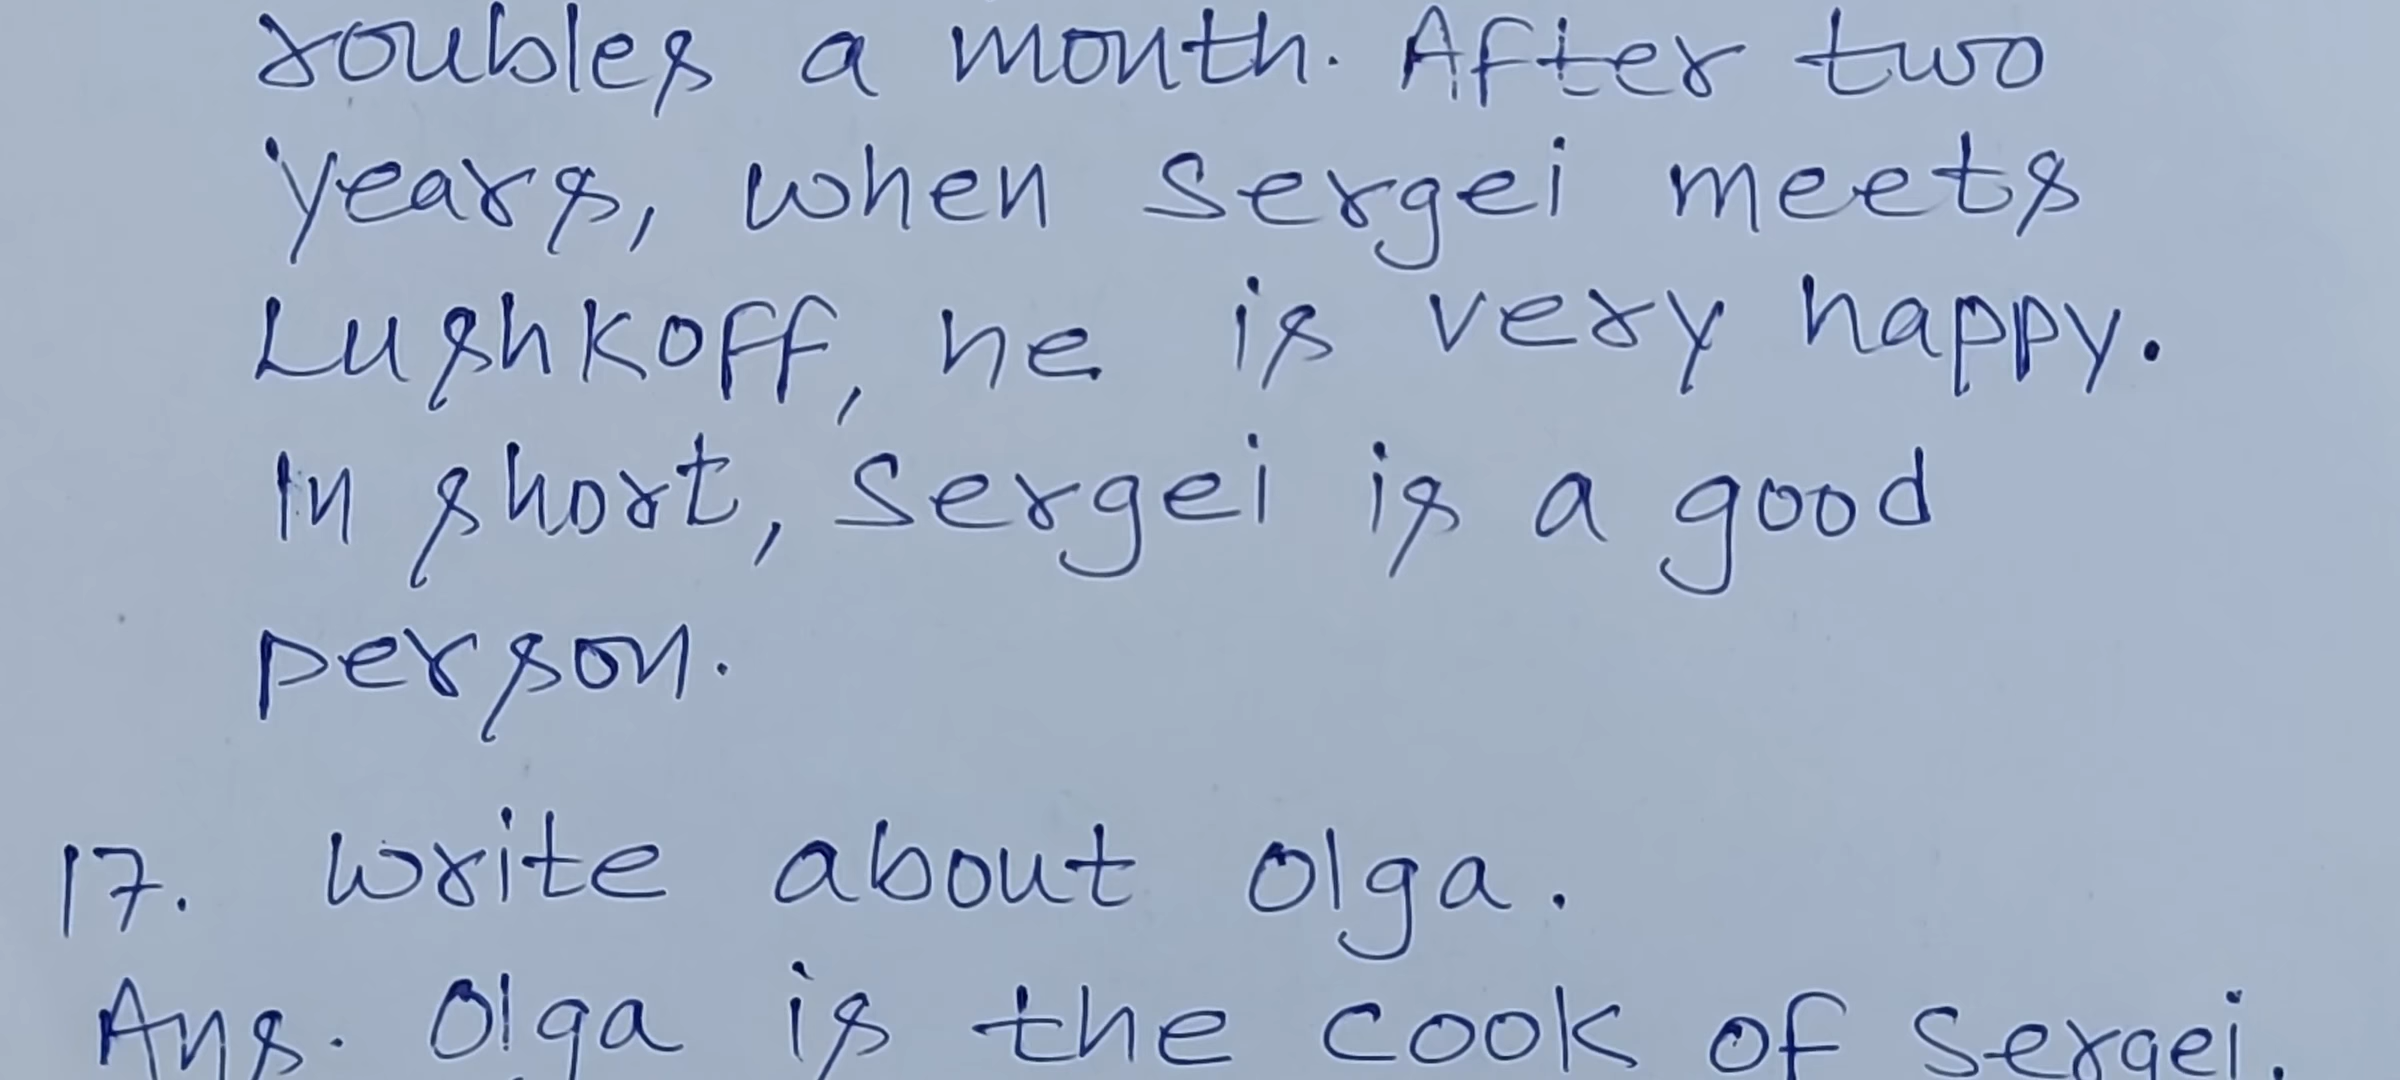 roubles a month. After two
years, when Sergei meets
Lushkoff, he is very happy.
In short, Sergei is a good
person.
17. Write about Olga.
Ans. Olga is the cook of Sergei.